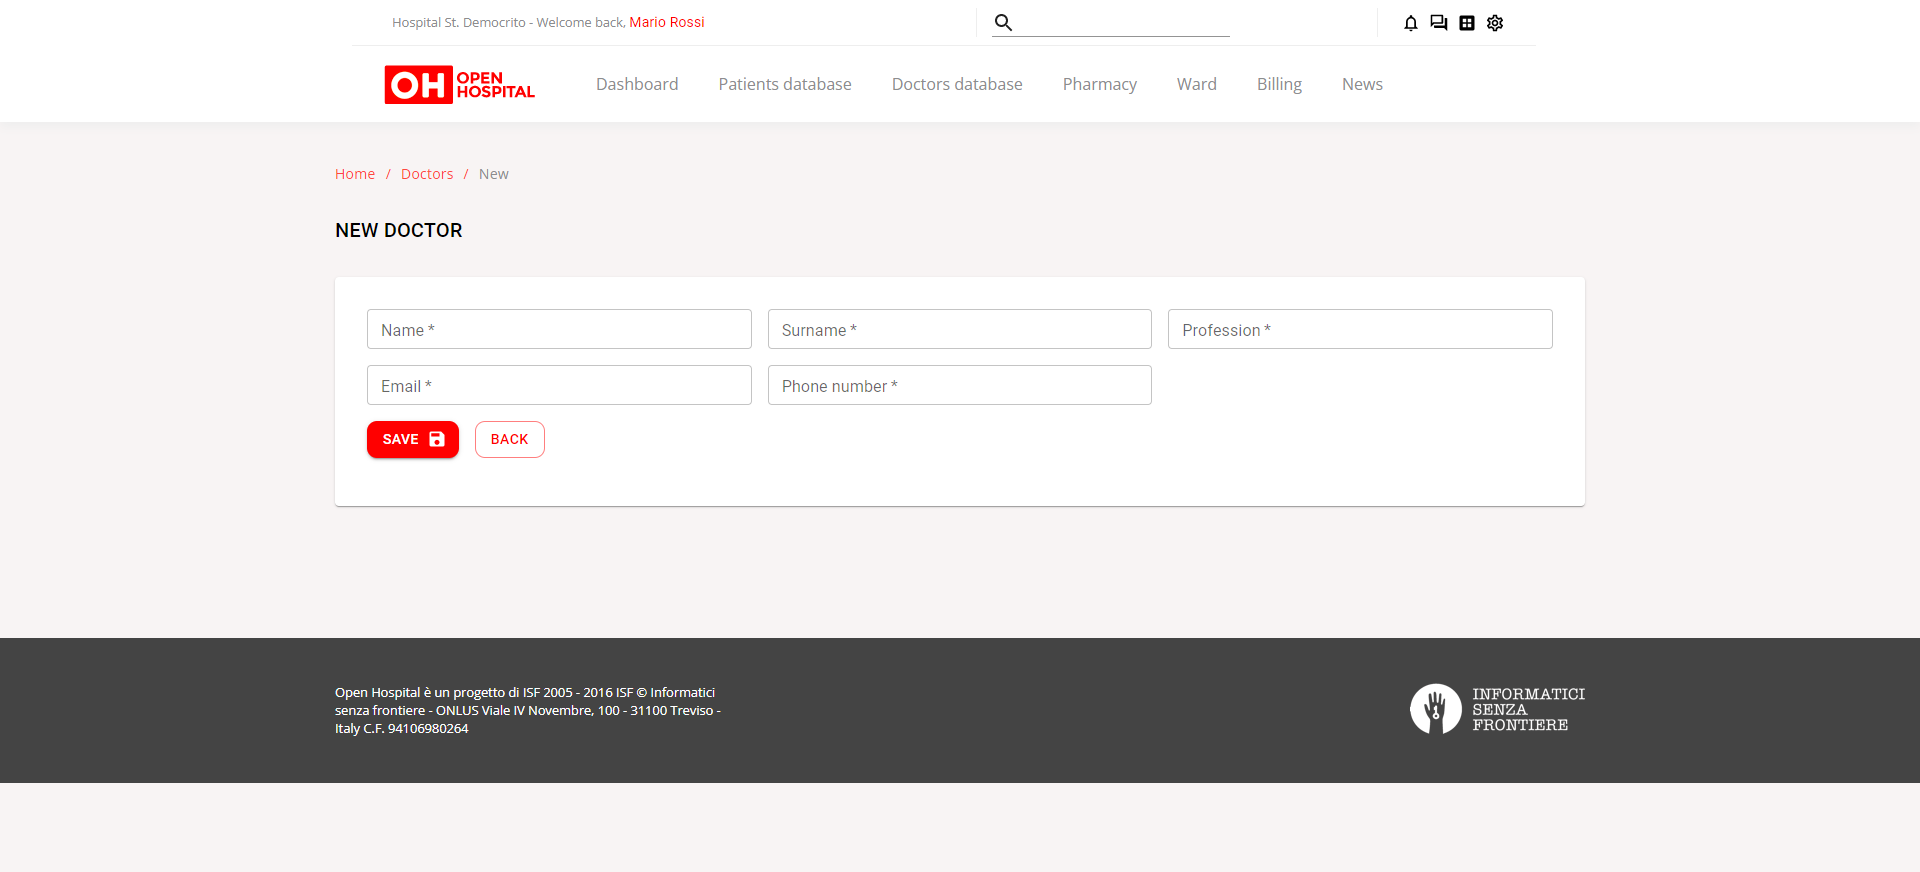 Hospital St. Democrito - Welcome back, Mario Rossi
OH OPEN HOSPITAL
Dashboard
Patients database
Doctors database
Pharmacy
Ward
Billing
News
Home / Doctors / New
NEW DOCTOR
Name *
Surname *
Profession *
Email *
Phone number *
SAVE
BACK
Open Hospital è un progetto di ISF 2005 - 2016 ISF © Informatici
senza frontiere - ONLUS Viale IV Novembre, 100 - 31100 Treviso -
Italy C.F. 94106980264
INFORMATICI
SENZA
FRONTIERE